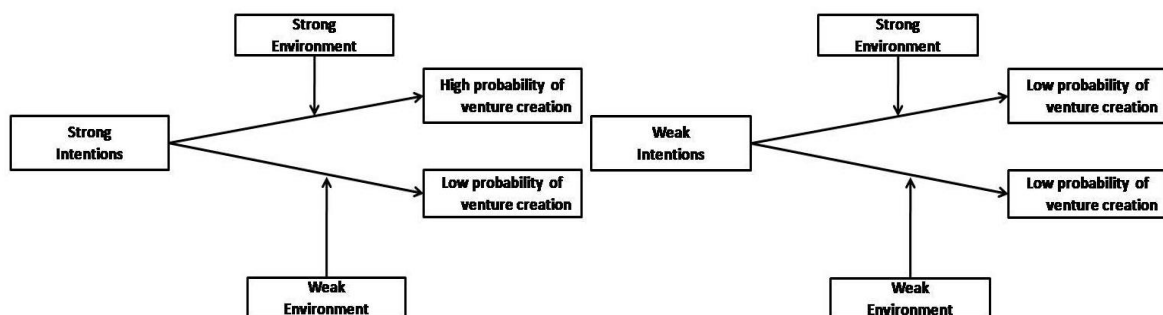 Strong
Environment
High probability of
venture creation
Strong
Intentions
Low probability of
venture creation
Weak
Environment
Strong
Environment
Low probability of
venture creation
Weak
Intentions
Low probability of
venture creation
Weak
Environment